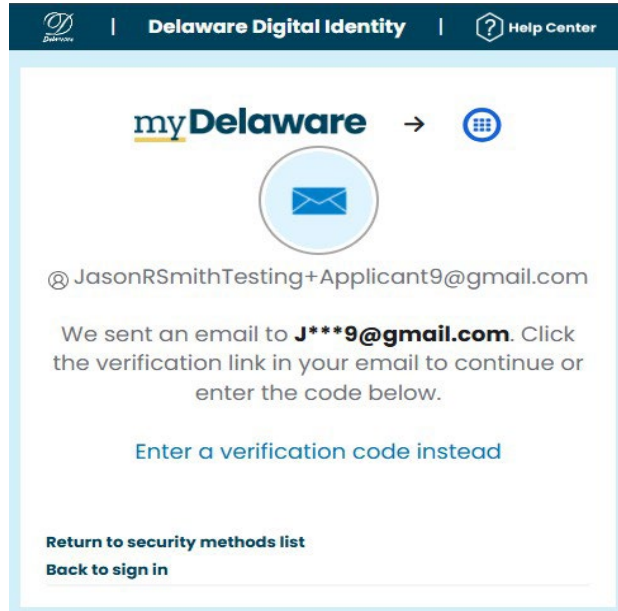 Delaware | Delaware Digital Identity | ? Help Center
myDelaware →
JasonRSmithTesting+Applicant9@gmail.com
We sent an email to J***9@gmail.com. Click
the verification link in your email to continue or
enter the code below.
Enter a verification code instead
Return to security methods list
Back to sign in